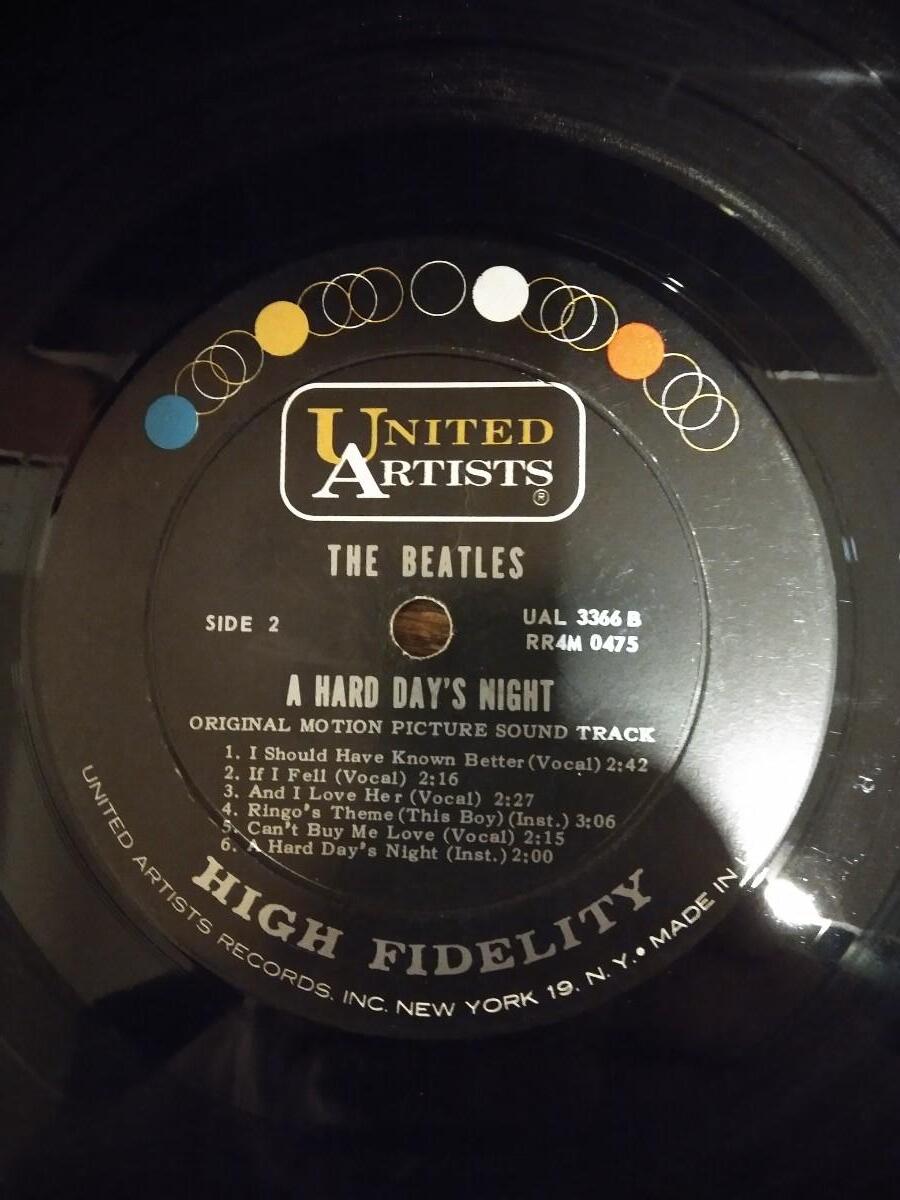 UNITED
ARTISTS
®
THE BEATLES
SIDE 2
UAL 3366 B
RR4M 0475
A HARD DAY'S NIGHT
ORIGINAL MOTION PICTURE SOUND TRACK
1. I Should Have Known Better (Vocal) 2:42
2. If I Fell (Vocal) 2:16
3. And I Love Her (Vocal) 2:27
4. Ringo's Theme (This Boy) (Inst.) 3:06
5. Can't Buy Me Love (Vocal) 2:15
6. A Hard Day's Night (Inst.) 2:00
HIGH FIDELITY
UNITED ARTISTS RECORDS, INC. NEW YORK 19, N. Y. • MADE IN